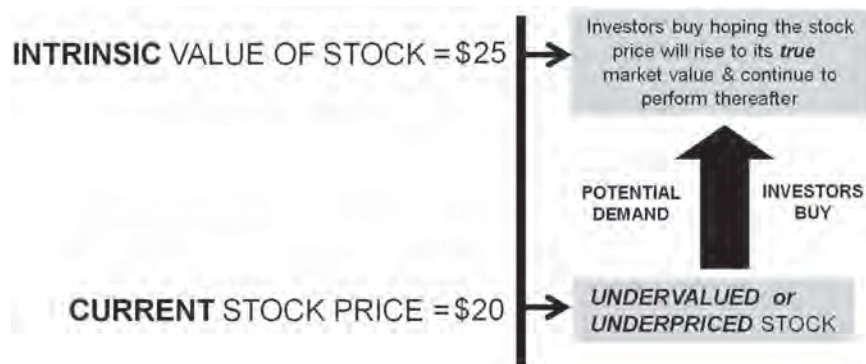 INTRINSIC VALUE OF STOCK = $25
Investors' buy hoping the stock
price will rise to its true
market value & continue to
perform thereafter
POTENTIAL
DEMAND
INVESTORS
BUY
CURRENT STOCK PRICE = $20
UNDERVALUED or
UNDERPRICED STOCK